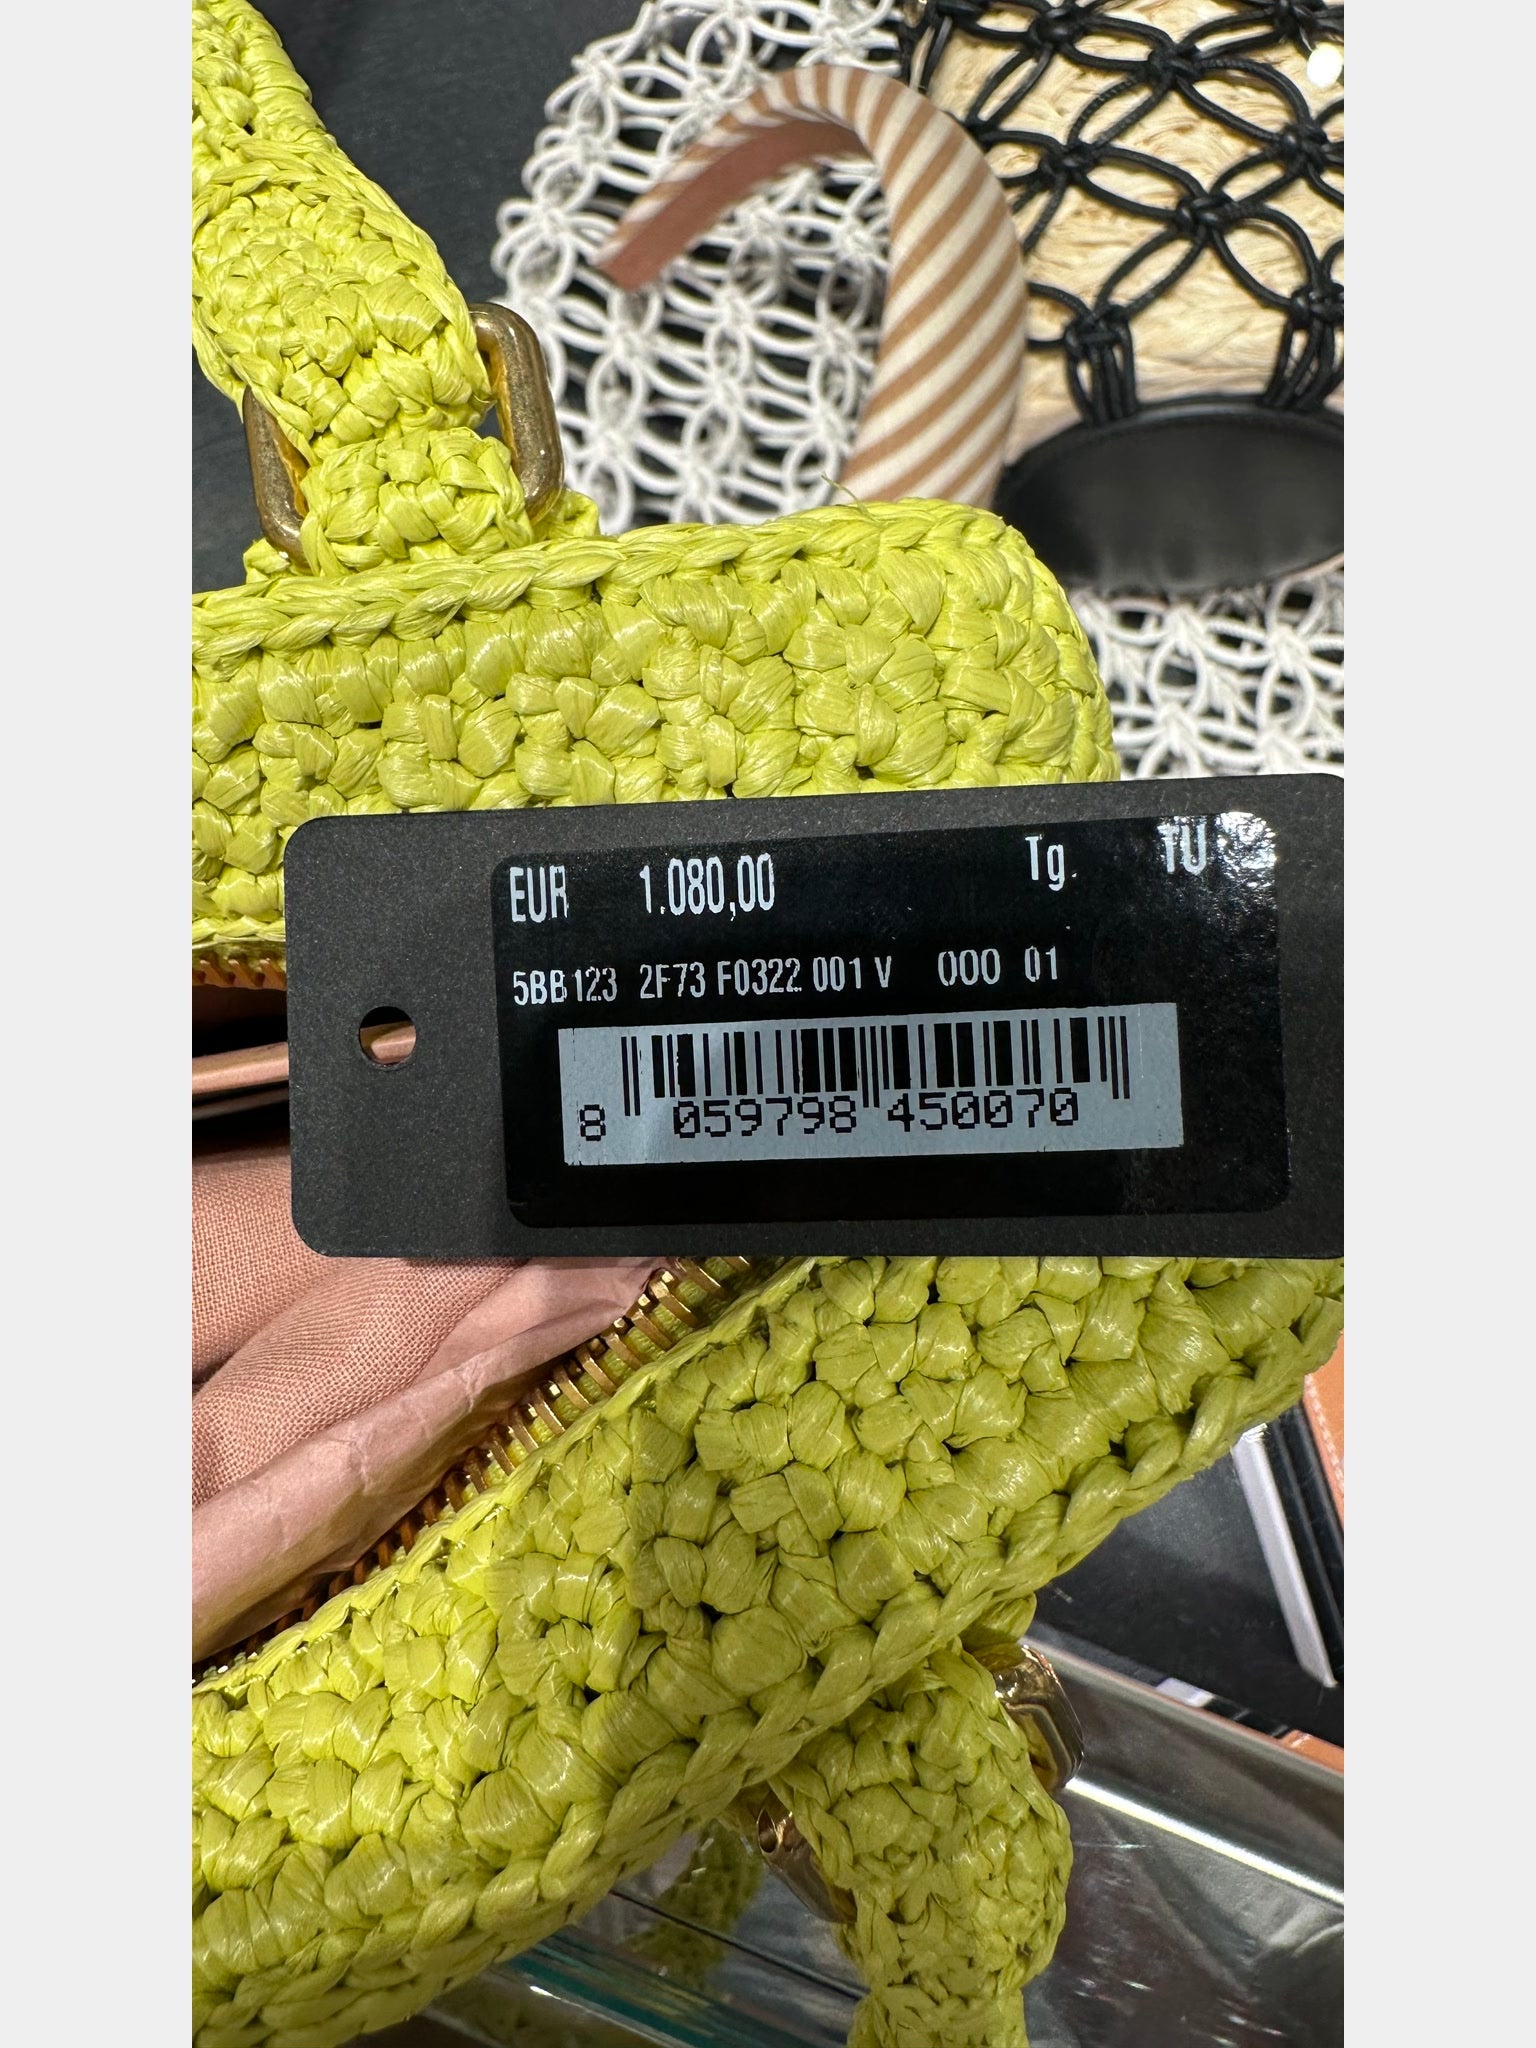 EUR 1.080,00 Tg. TU
5BB123 2F73 F0322 001 V 000 01
8 059798 450070